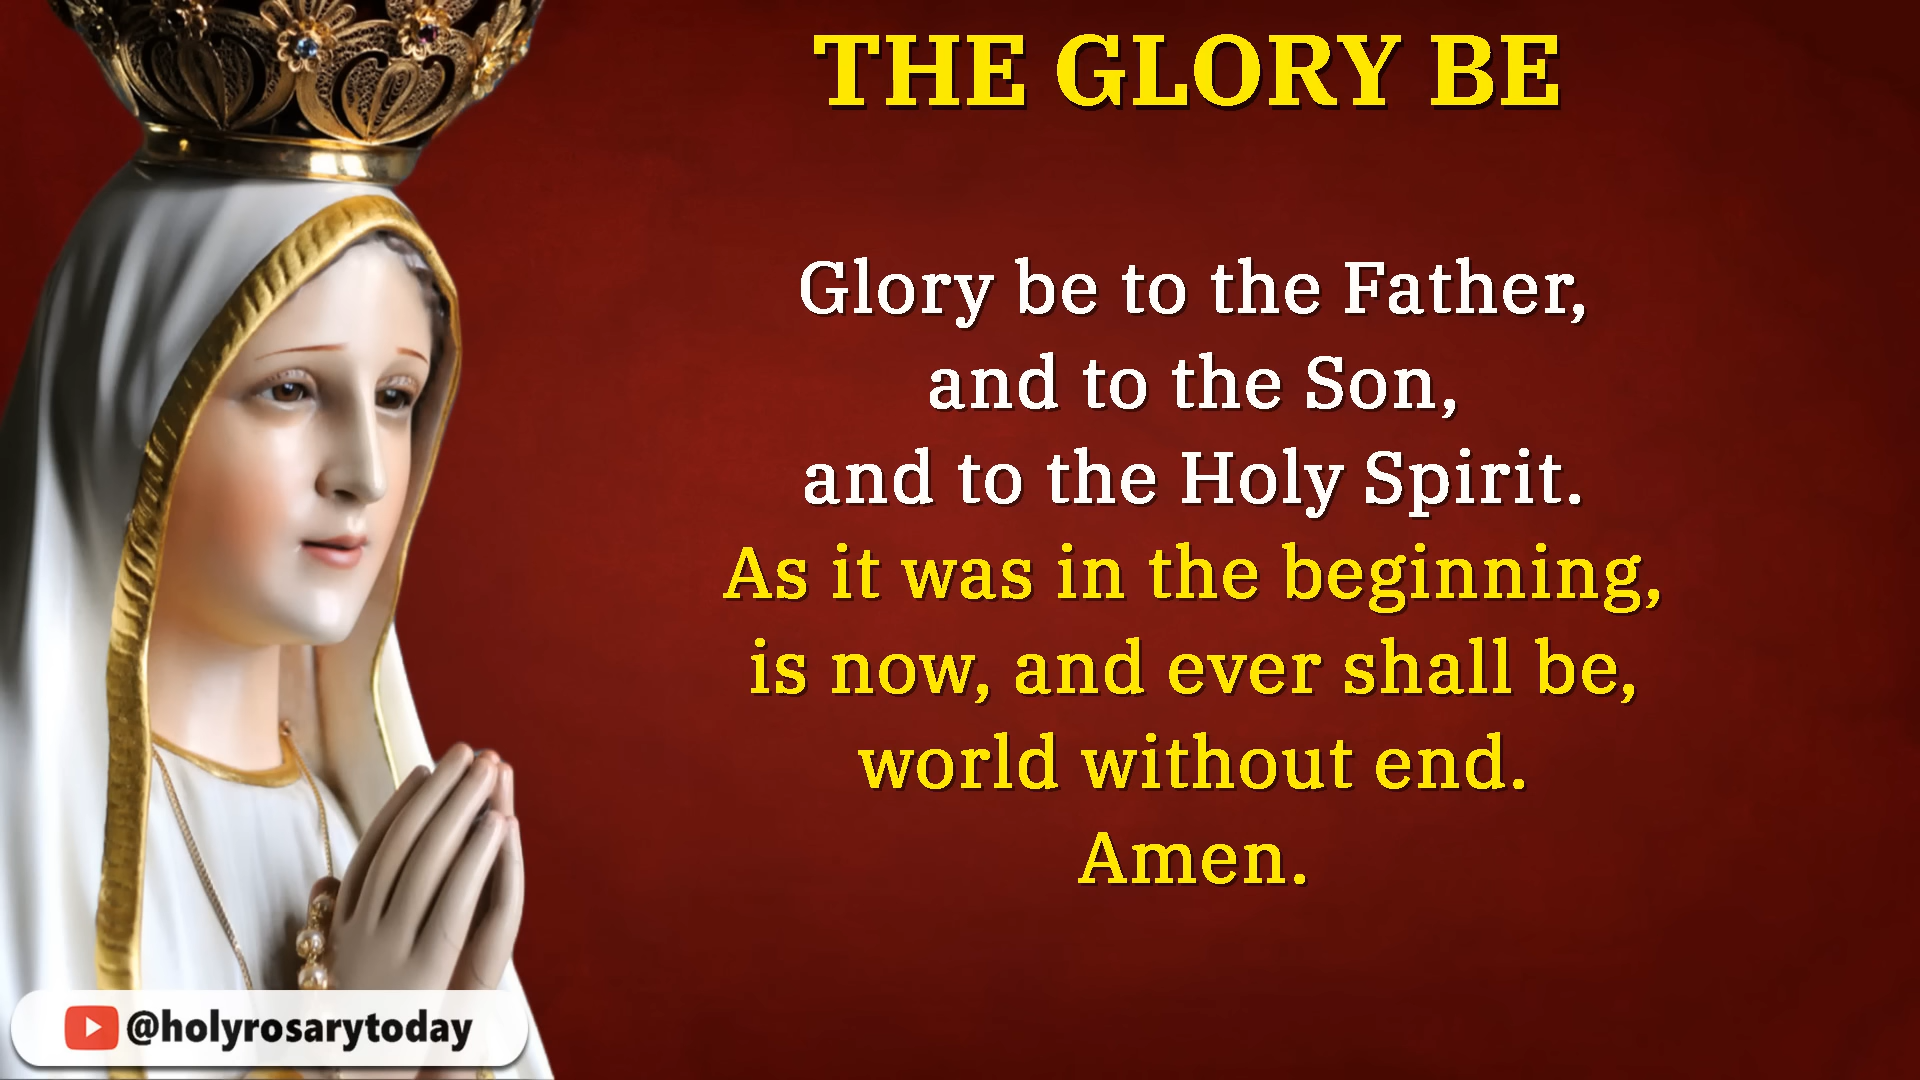 THE GLORY BE
Glory be to the Father,
and to the Son,
and to the Holy Spirit.
As it was in the beginning,
is now, and ever shall be,
world without end.
Amen.
@holyrosarytoday